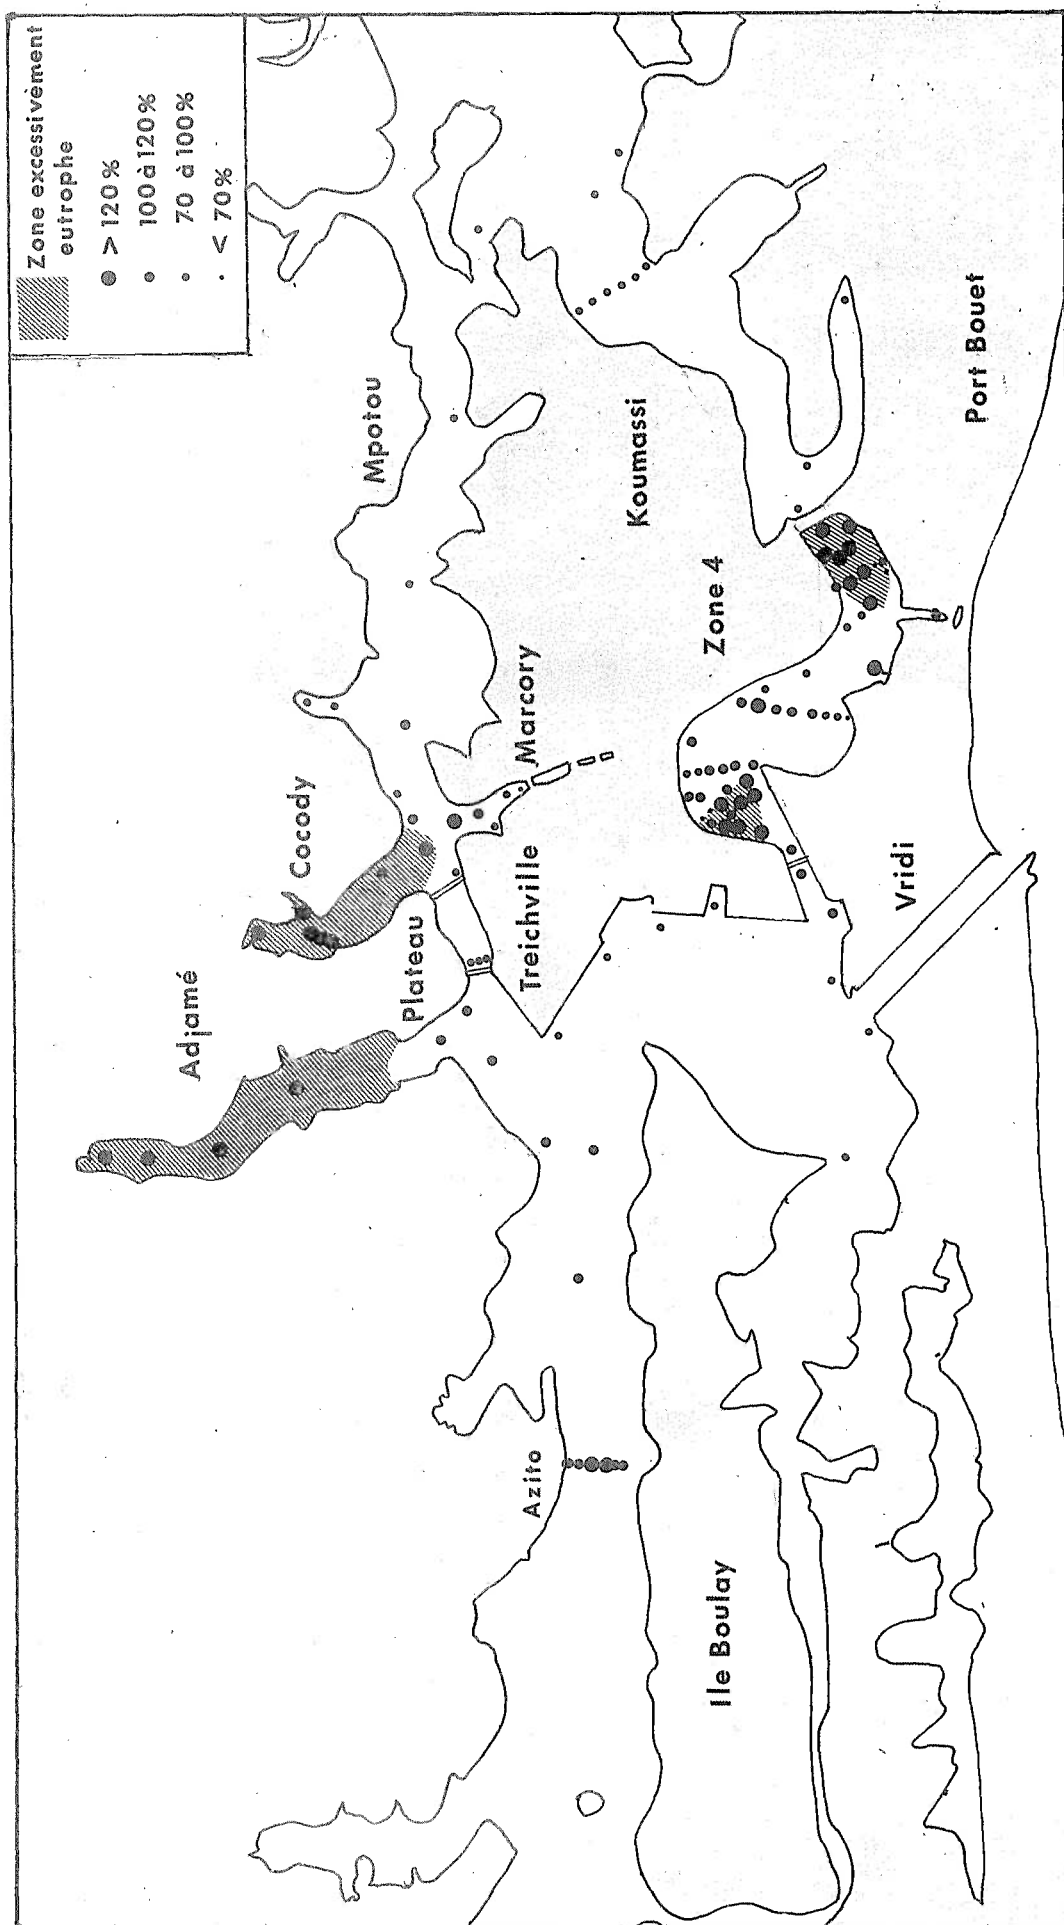 Zone excessivèment
eutrophe
> 120%
100 à 120%
70 à 100%
< 70%
Adjamé
Cocody
Mpotou
Plateau
Treichville
Marcory
Koumassi
Zone 4
Azito
Vridi
Port Bouet
Ile Boulay